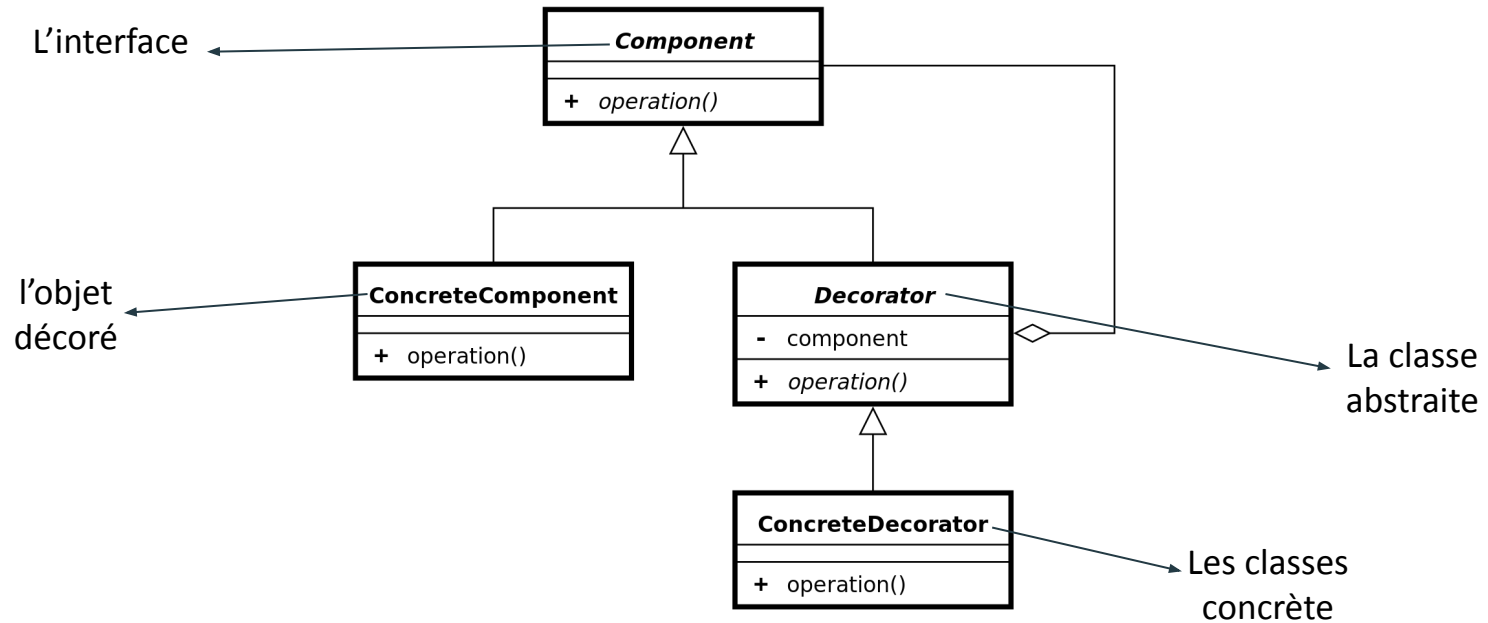 L’interface
Component
+ operation()
l’objet
décoré
ConcreteComponent
+ operation()
Decorator
- component
+ operation()
La classe
abstraite
ConcreteDecorator
+ operation()
Les classes
concrète